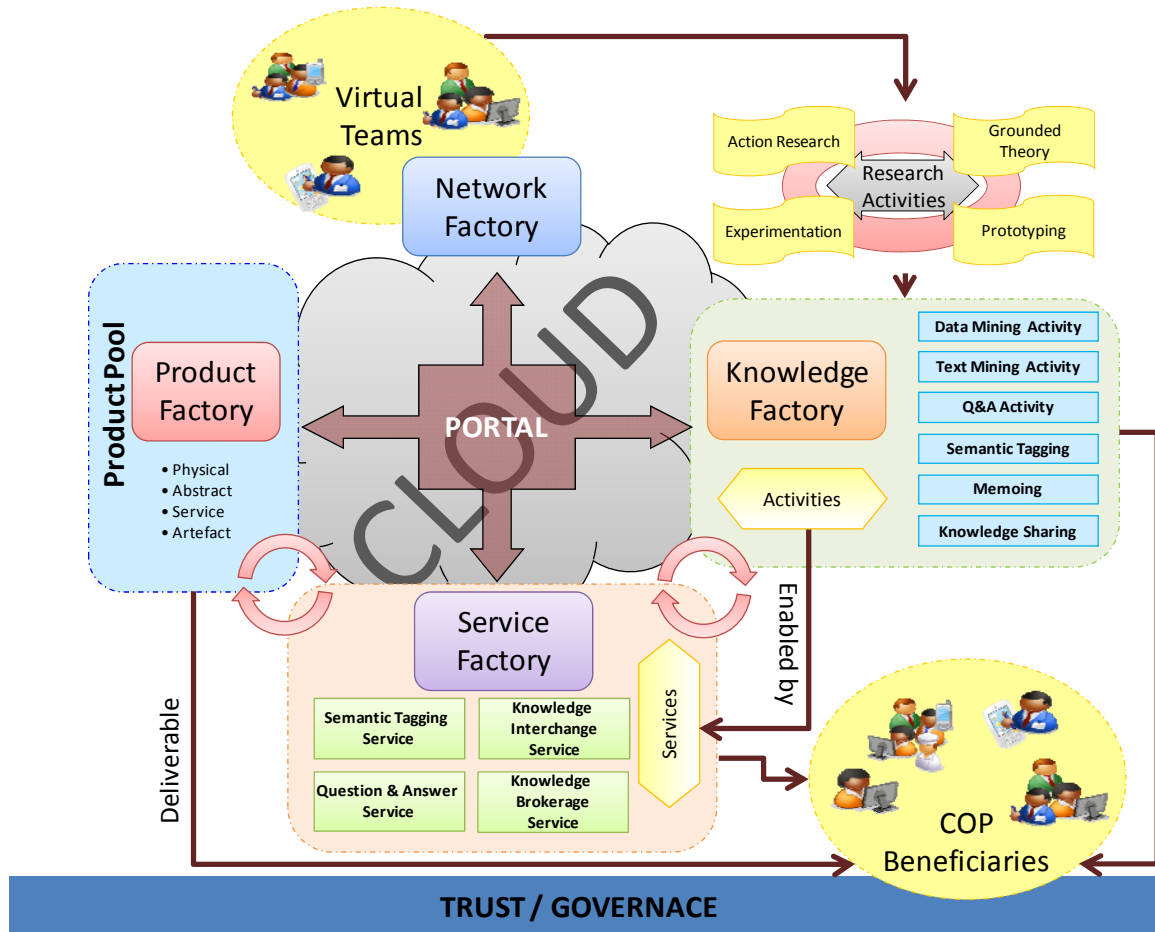 Virtual
Teams
Network
Factory
Action Research
Grounded
Theory
Research
Activities
Experimentation
Prototyping
Product Pool
Product
Factory
• Physical
• Abstract
• Service
• Artefact
CLOUD
PORTAL
Knowledge
Factory
Activities
Data Mining Activity
Text Mining Activity
Q&A Activity
Semantic Tagging
Memoing
Knowledge Sharing
Enabled by
Service
Factory
Semantic Tagging
Service
Knowledge
Interchange
Service
Question & Answer
Service
Knowledge
Brokerage
Service
Services
Deliverable
COP
Beneficiaries
TRUST / GOVERNACE